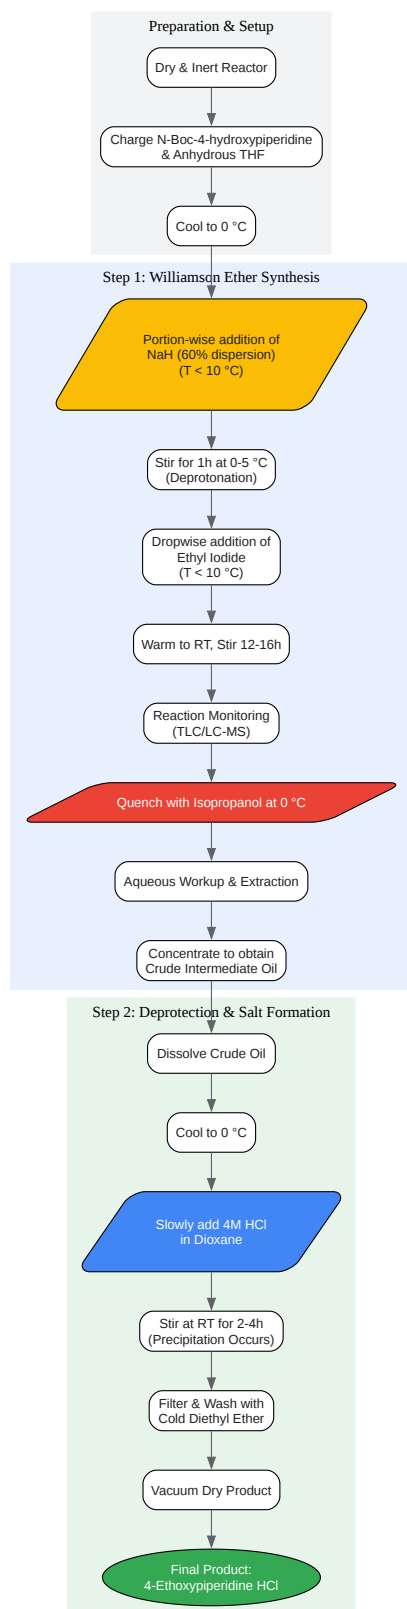 Preparation & Setup
Dry & Inert Reactor
Charge N-Boc-4-hydroxypiperidine
& Anhydrous THF
Cool to 0 °C
Step 1: Williamson Ether Synthesis
Portion-wise addition of
NaH (60% dispersion)
(T < 10 °C)
Stir for 1h at 0-5 °C
(Deprotonation)
Dropwise addition of
Ethyl Iodide
(T < 10 °C)
Warm to RT, Stir 12-16h
Reaction Monitoring
(TLC/LC-MS)
Quench with Isopropanol at 0 °C
Aqueous Workup & Extraction
Concentrate to obtain
Crude Intermediate Oil
Step 2: Deprotection & Salt Formation
Dissolve Crude Oil
Cool to 0 °C
Slowly add 4M HCl
in Dioxane
Stir at RT for 2-4h
(Precipitation Occurs)
Filter & Wash with
Cold Diethyl Ether
Vacuum Dry Product
Final Product:
4-Ethoxypiperidine HCl